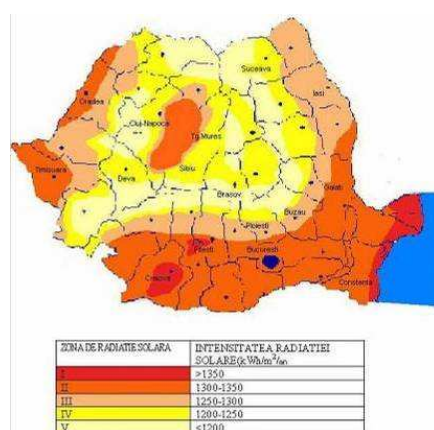 Suceava
Iasi
Oradea
Cluj-Napoca
Tg.Mures
Timisoara
Deva
Sibiu
Brasov
Galati
Buzau
Ploiesti
Pitesti
Bucuresti
Craiova
Constanta
ZONA DE RADIATIE SOLARA INTENSITATEA RADIATIEI
SOLARE(kWh/m²/an
I >1350
II 1300-1350
III 1250-1300
IV 1200-1250
V <1200